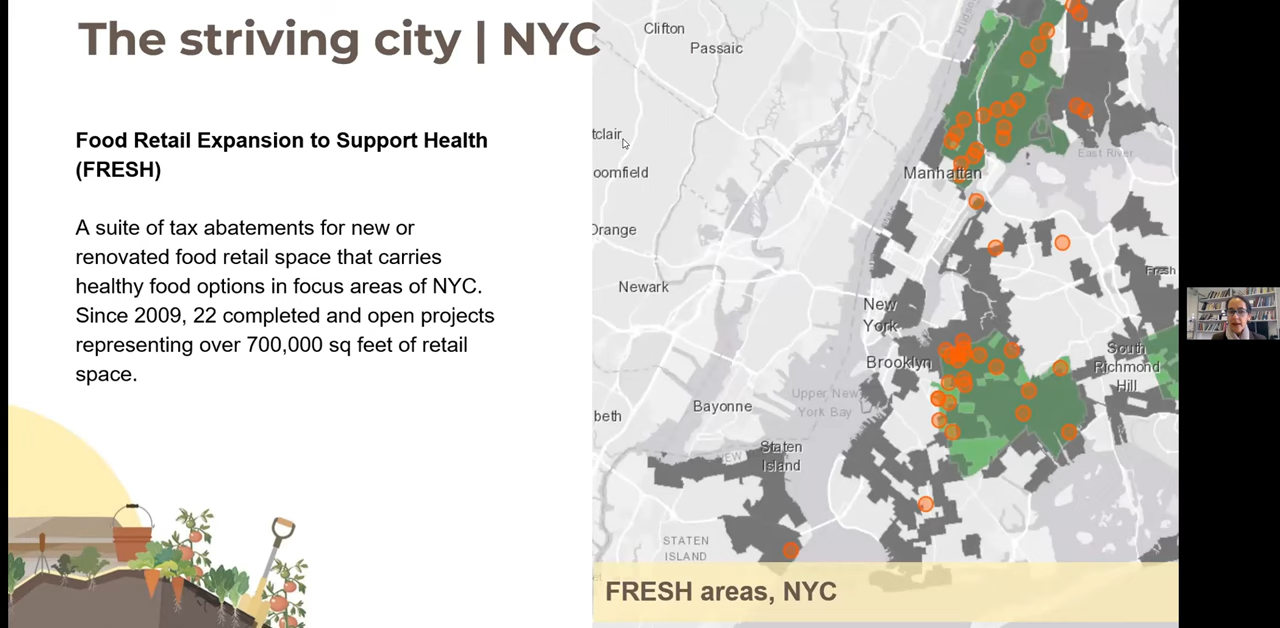 The striving city | NYC
Food Retail Expansion to Support Health
(FRESH)
A suite of tax abatements for new or
renovated food retail space that carries
healthy food options in focus areas of NYC.
Since 2009, 22 completed and open projects
representing over 700,000 sq feet of retail
space.
Clifton
Passaic
Hudson
tclair
oomfield
Orange
Newark
East River
Manhattan
Fresh
New
York
Brooklyn
South
Richmond
Hill
Upper New
York Bay
Bayonne
beth
Staten
Island
NEW
STATEN
ISLAND
FRESH areas, NYC